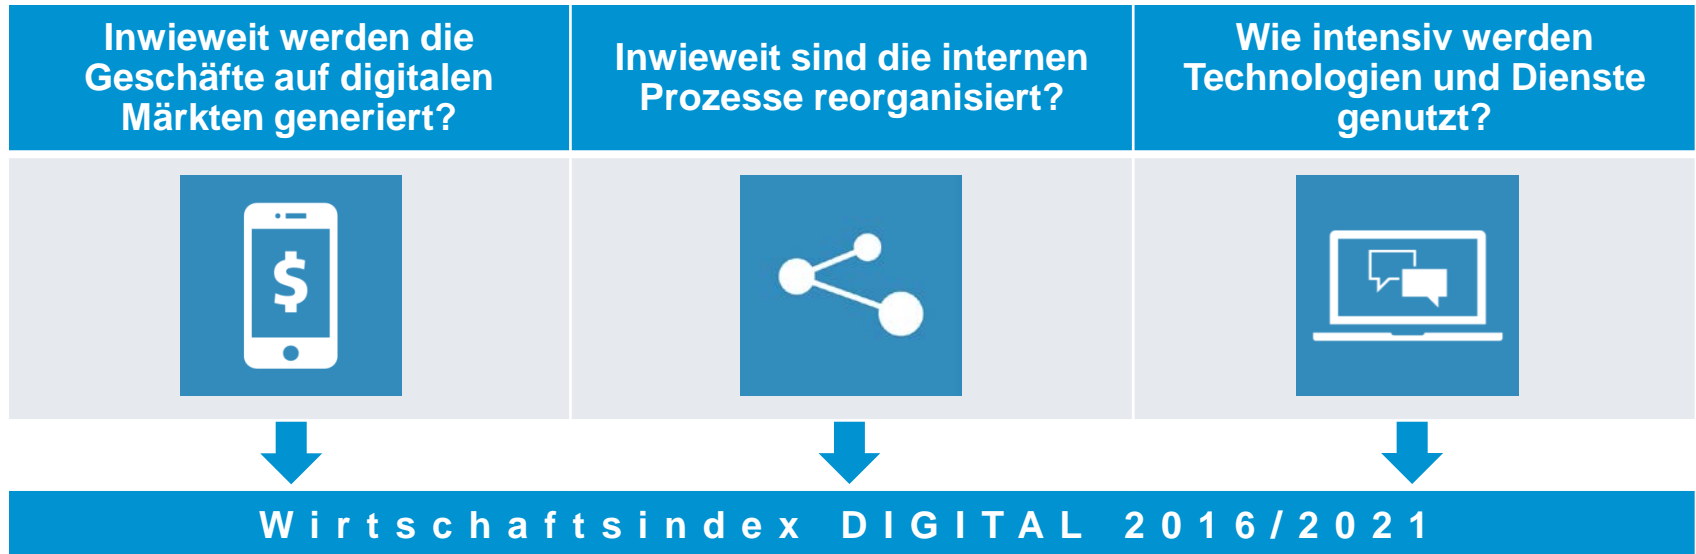 Inwieweit werden die
Geschäfte auf digitalen
Märkten generiert?
Inwieweit sind die internen
Prozesse reorganisiert?
Wie intensiv werden
Technologien und Dienste
genutzt?
$
Wirtschaftsindex DIGITAL 2016/2021